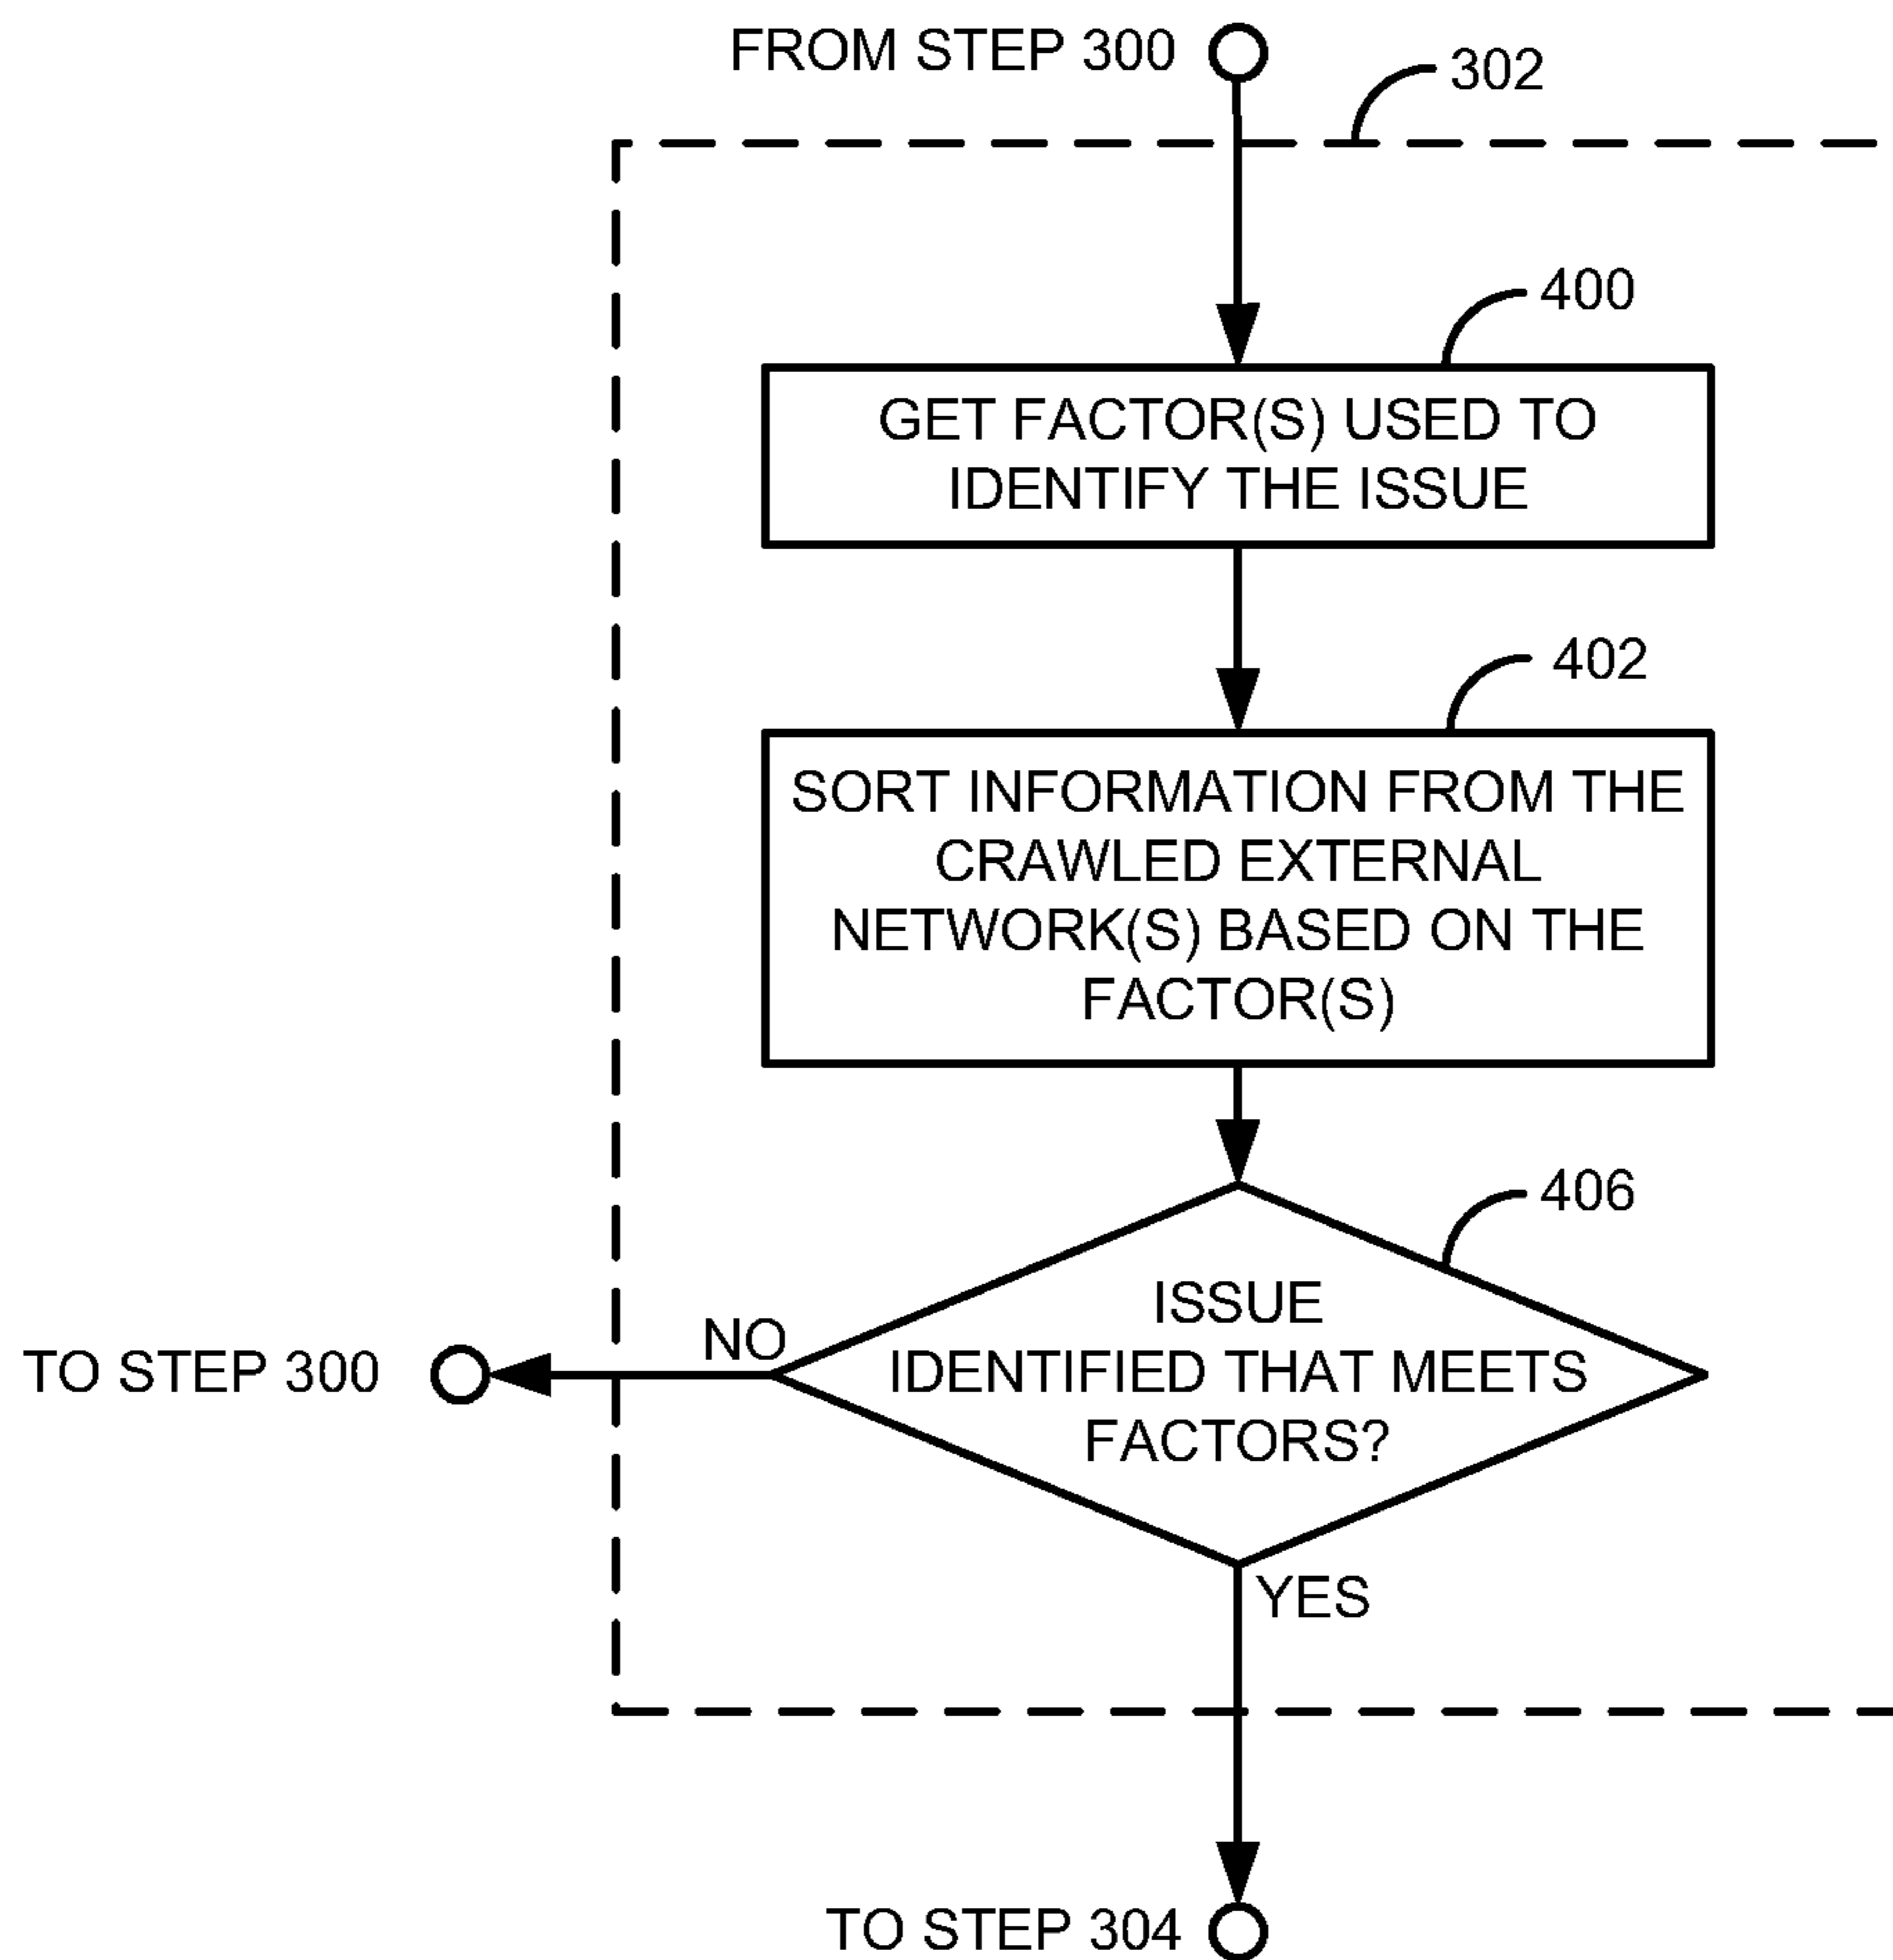 FROM STEP 300
302
400
GET FACTOR(S) USED TO
IDENTIFY THE ISSUE
402
SORT INFORMATION FROM THE
CRAWLED EXTERNAL
NETWORK(S) BASED ON THE
FACTOR(S)
406
ISSUE
IDENTIFIED THAT MEETS
FACTORS?
NO
TO STEP 300
YES
TO STEP 304